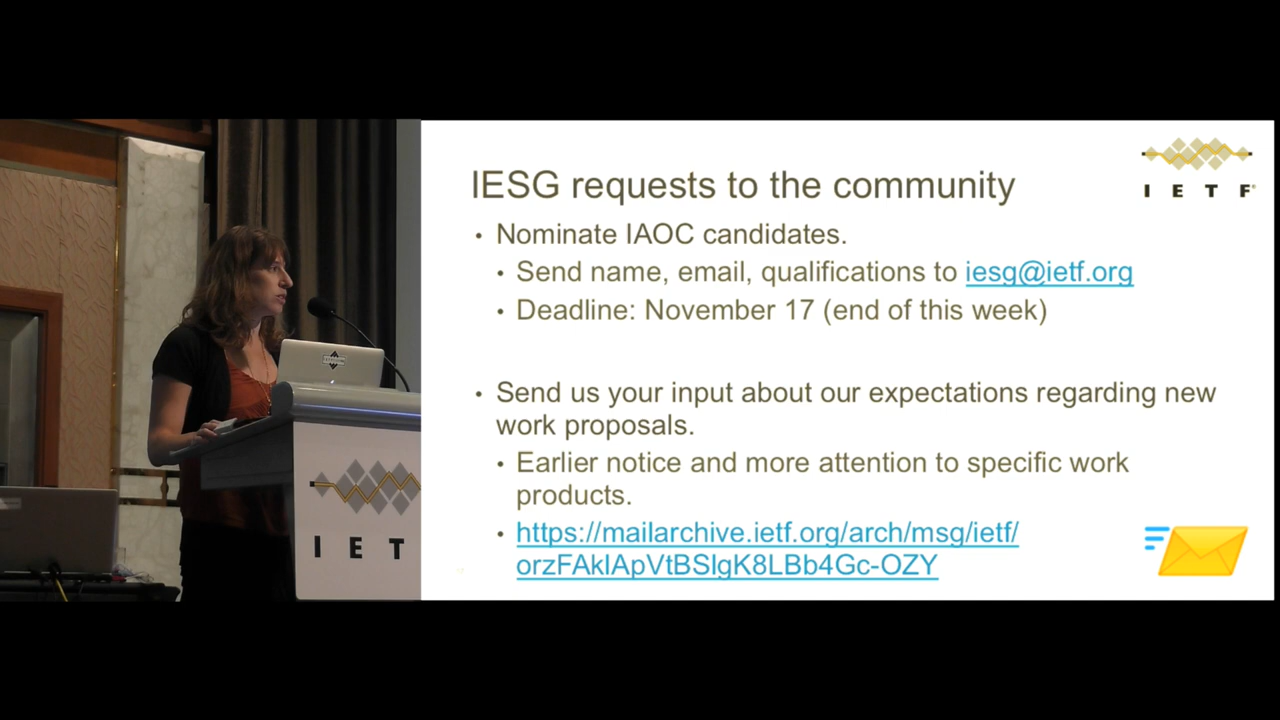 IESG requests to the community
• Nominate IAOC candidates.
• Send name, email, qualifications to iesg@ietf.org
• Deadline: November 17 (end of this week)
• Send us your input about our expectations regarding new
work proposals.
• Earlier notice and more attention to specific work
products.
• https://mailarchive.ietf.org/arch/msg/ietf/
orzFAklApVtBSlgK8LBb4Gc-OZY
I E T F®
I E T